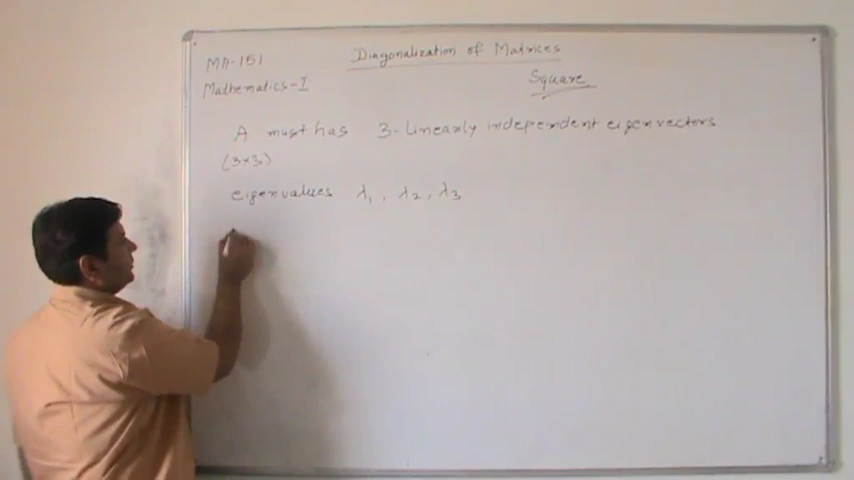 MA-151
Diagonalization of Matrices
Mathematics-I
Square
A must has 3-Linearly independent eigenvectors
(3×3)
eigenvalues λ1, λ2, λ3